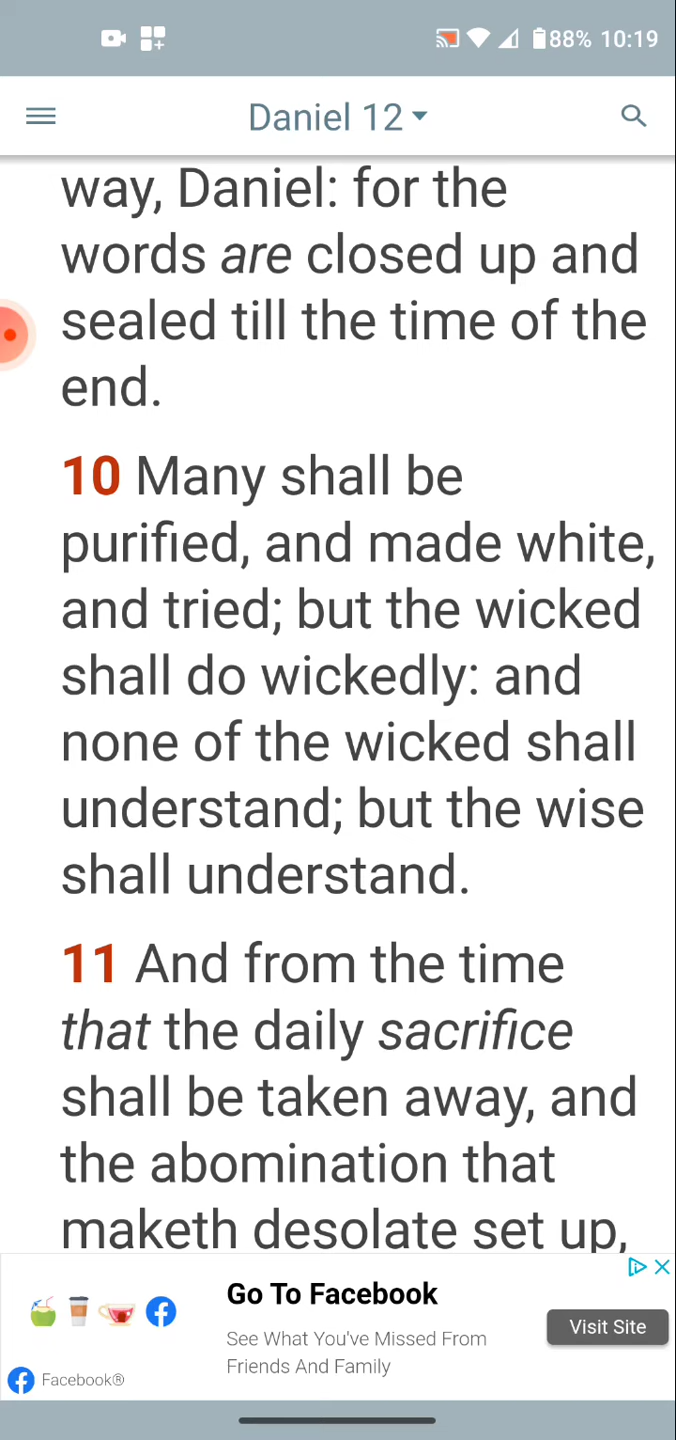 88% 10:19
Daniel 12
way, Daniel: for the
words are closed up and
sealed till the time of the
end.
10 Many shall be
purified, and made white,
and tried; but the wicked
shall do wickedly: and
none of the wicked shall
understand; but the wise
shall understand.
11 And from the time
that the daily sacrifice
shall be taken away, and
the abomination that
maketh desolate set up,
Go To Facebook
See What You've Missed From
Friends And Family
Visit Site
Facebook®